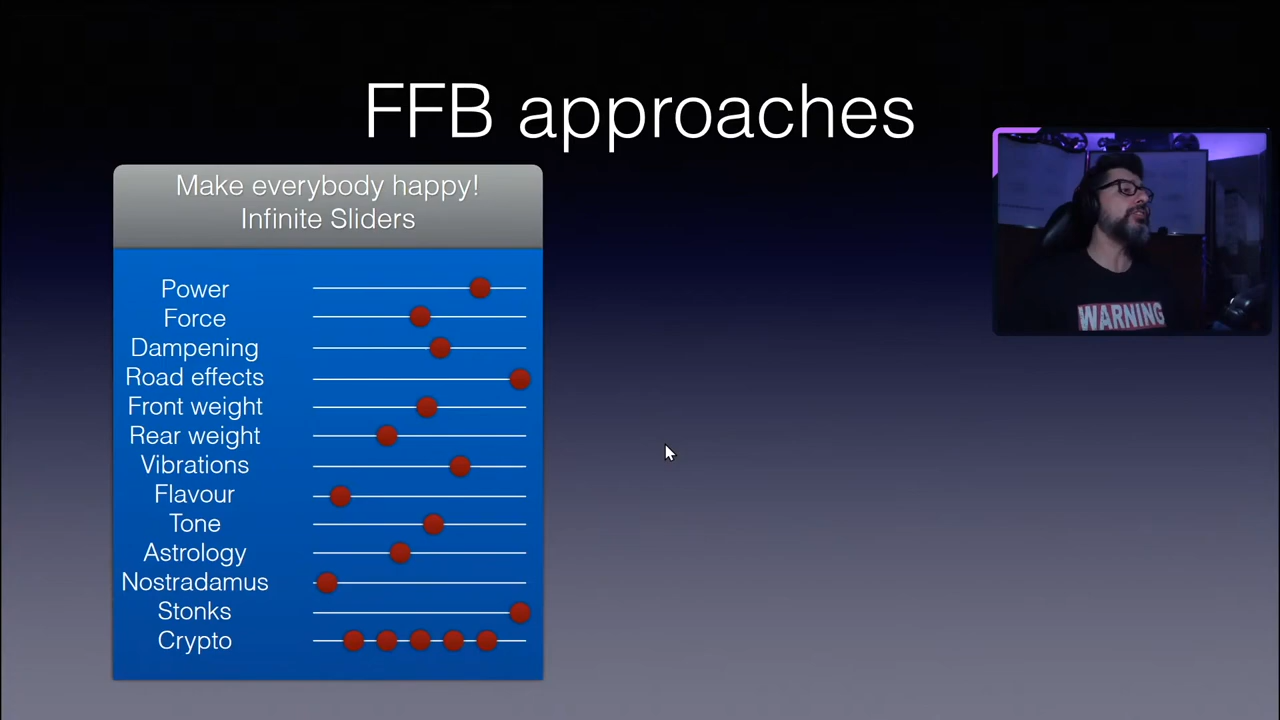 FFB approaches
Make everybody happy!
Infinite Sliders
Power
Force
Dampening
Road effects
Front weight
Rear weight
Vibrations
Flavour
Tone
Astrology
Nostradamus
Stonks
Crypto
WARNING